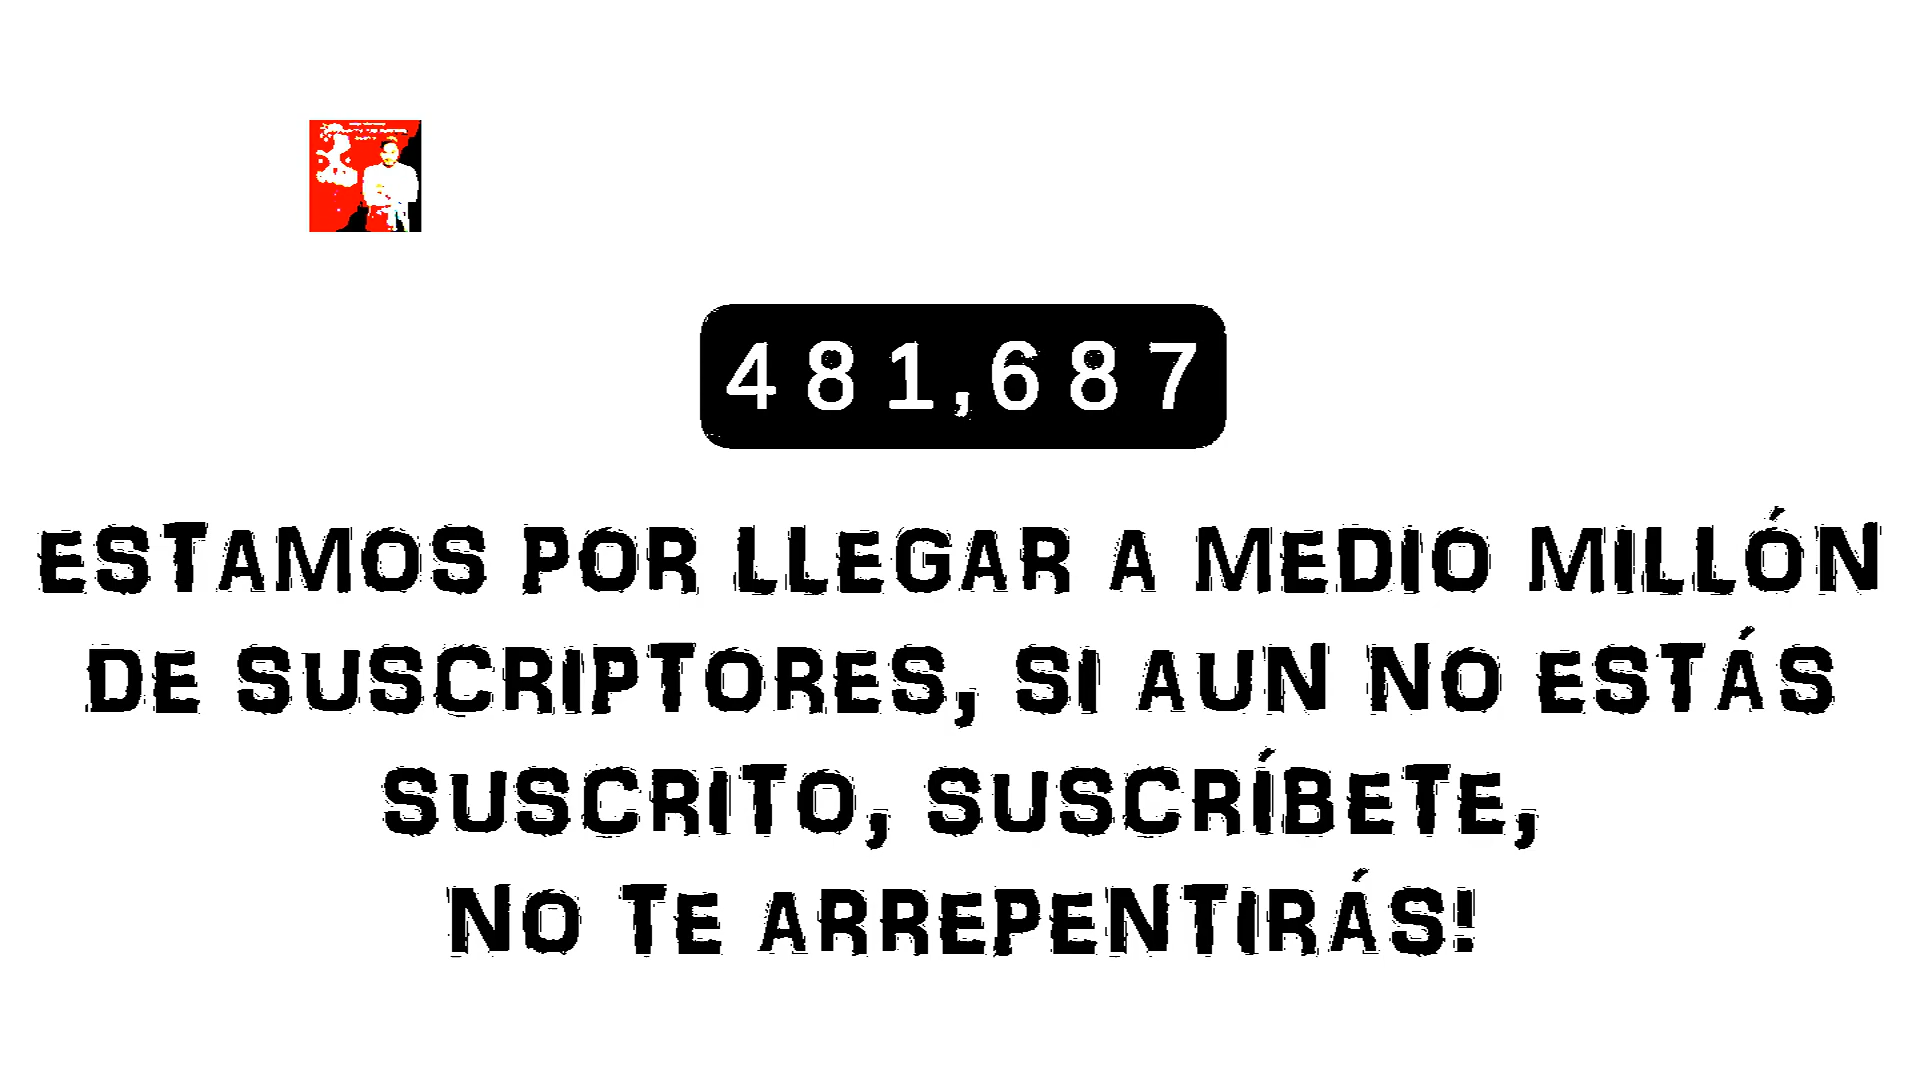 481,687
ESTAMOS POR LLEGAR A MEDIO MILLÓN
DE SUSCRIPTORES, SI AUN NO ESTÁS
SUSCRITO, SUSCRÍBETE,
NO TE ARREPENTIRÁS!